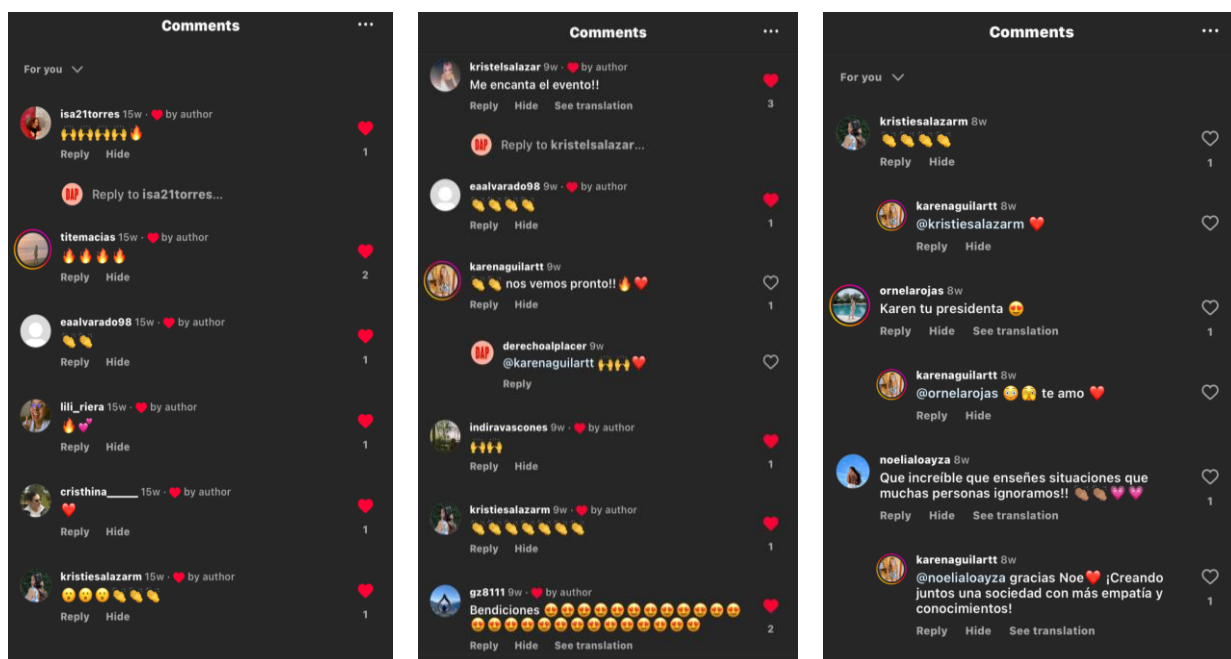 Comments
...
For you
isa21torres 15w · ❤️ by author
🙌🙌🙌🙌🔥
Reply Hide
1
DAP
Reply to isa21torres...
titemacias 15w · ❤️ by author
🔥🔥🔥🔥
Reply Hide
2
eaalvarado98 15w · ❤️ by author
👏👏
Reply Hide
1
lili_riera 15w · ❤️ by author
🔥💕
Reply Hide
1
cristhina_____ 15w · ❤️ by author
❤️
Reply Hide
1
kristiesalazarm 15w · ❤️ by author
😮😮😮👏👏👏
Reply Hide
1
Comments
...
kristelsalazar 9w · ❤️ by author
Me encanta el evento!!
Reply Hide See translation
3
DAP
Reply to kristelsalazar...
eaalvarado98 9w · ❤️ by author
👏👏👏👏
Reply Hide
1
karenaguilartt 9w
👏👏 nos vemos pronto!!🔥❤️
Reply Hide
1
DAP
derechoalplacer 9w
@karenaguilartt 🙌🙌❤️
Reply
indiravascones 9w · ❤️ by author
🙌🙌
Reply Hide
1
kristiesalazarm 9w · ❤️ by author
👏👏👏👏👏👏👏
Reply Hide
1
gz8111 9w · ❤️ by author
Bendiciones 😍😍😍😍😍😍😍😍😍😍😍😍
😍😍😍😍😍😍😍😍😍😍😍😍😍😍
Reply Hide See translation
2
Comments
...
For you
kristiesalazarm 8w
👏👏👏👏
Reply Hide
1
karenaguilartt 8w
@kristiesalazarm ❤️
Reply Hide
ornelarojas 8w
Karen tu presidenta 😍
Reply Hide See translation
1
karenaguilartt 8w
@ornelarojas 😳🫣 te amo ❤️
Reply Hide
noelialoayza 8w
Que increíble que enseñes situaciones que
muchas personas ignoramos!! 👏🏽👏🏽💗💗
Reply Hide See translation
1
karenaguilartt 8w
@noelialoayza gracias Noe❤️ ¡Creando
juntos una sociedad con más empatía y
conocimientos!
Reply Hide See translation
1